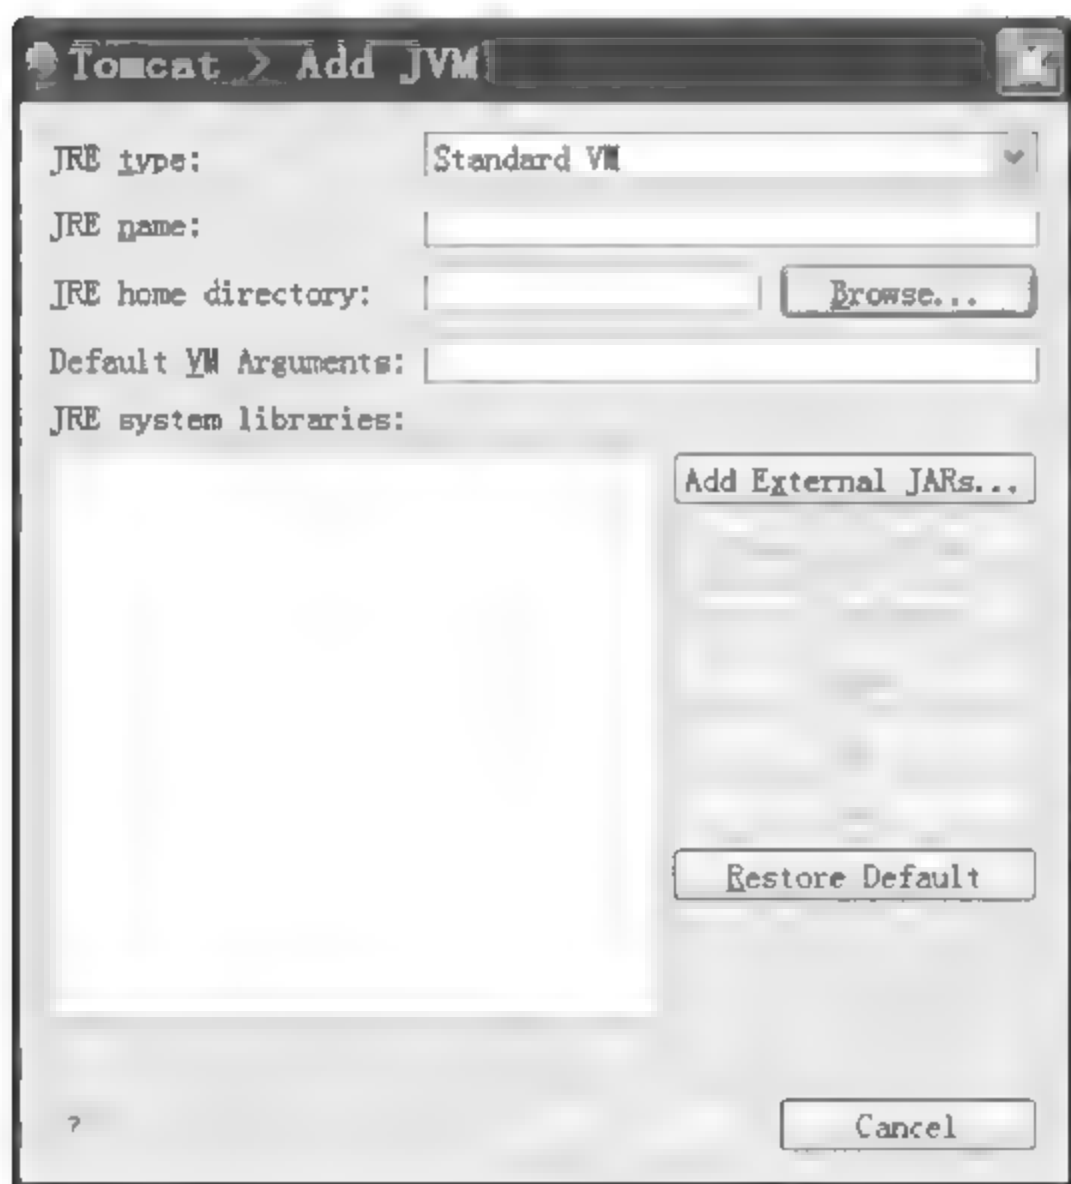 Tomcat > Add JVM
JRE type: Standard VM
JRE name:
JRE home directory: Browse...
Default VM Arguments:
JRE system libraries:
Add External JARs...
Restore Default
? Cancel